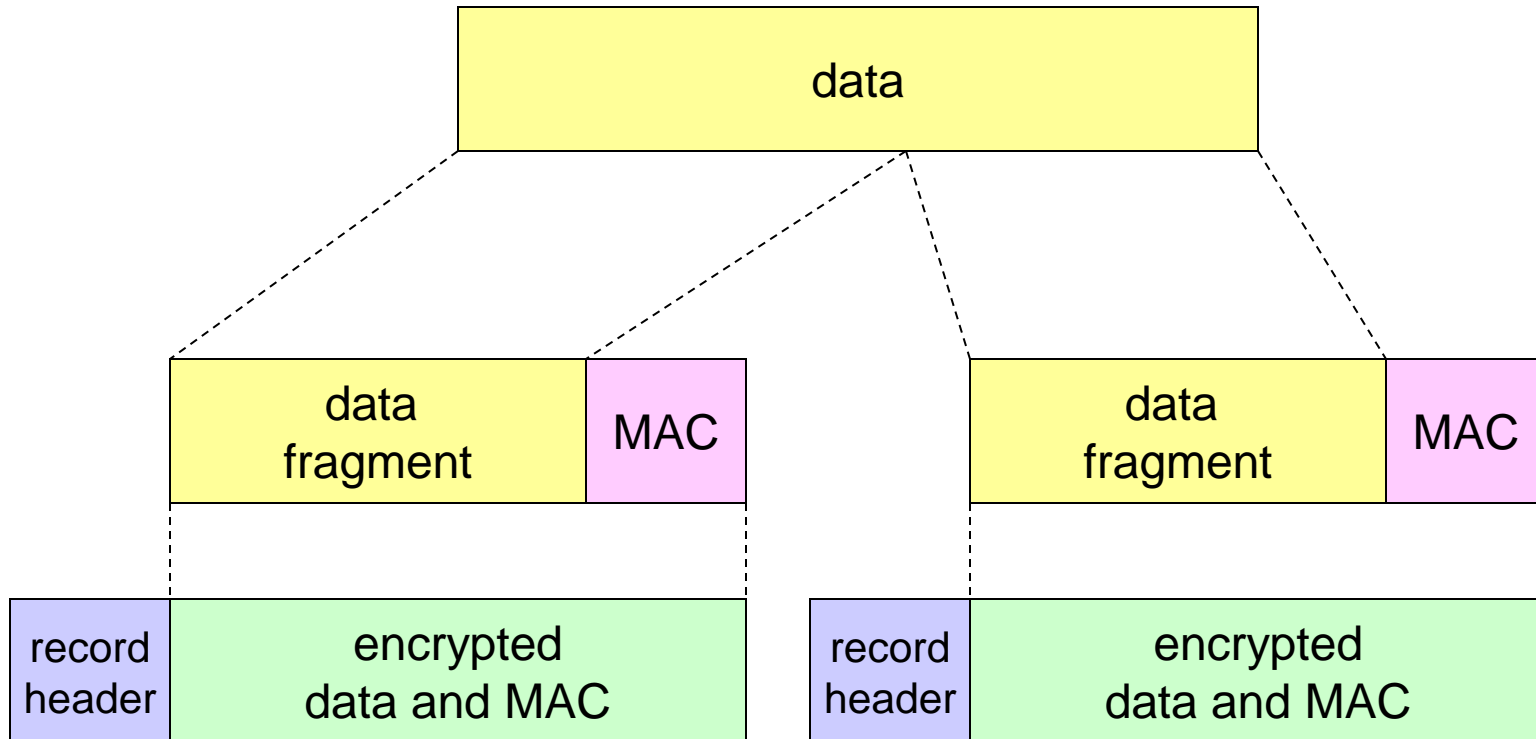 data
data
fragment
MAC
data
fragment
MAC
record
header
encrypted
data and MAC
record
header
encrypted
data and MAC